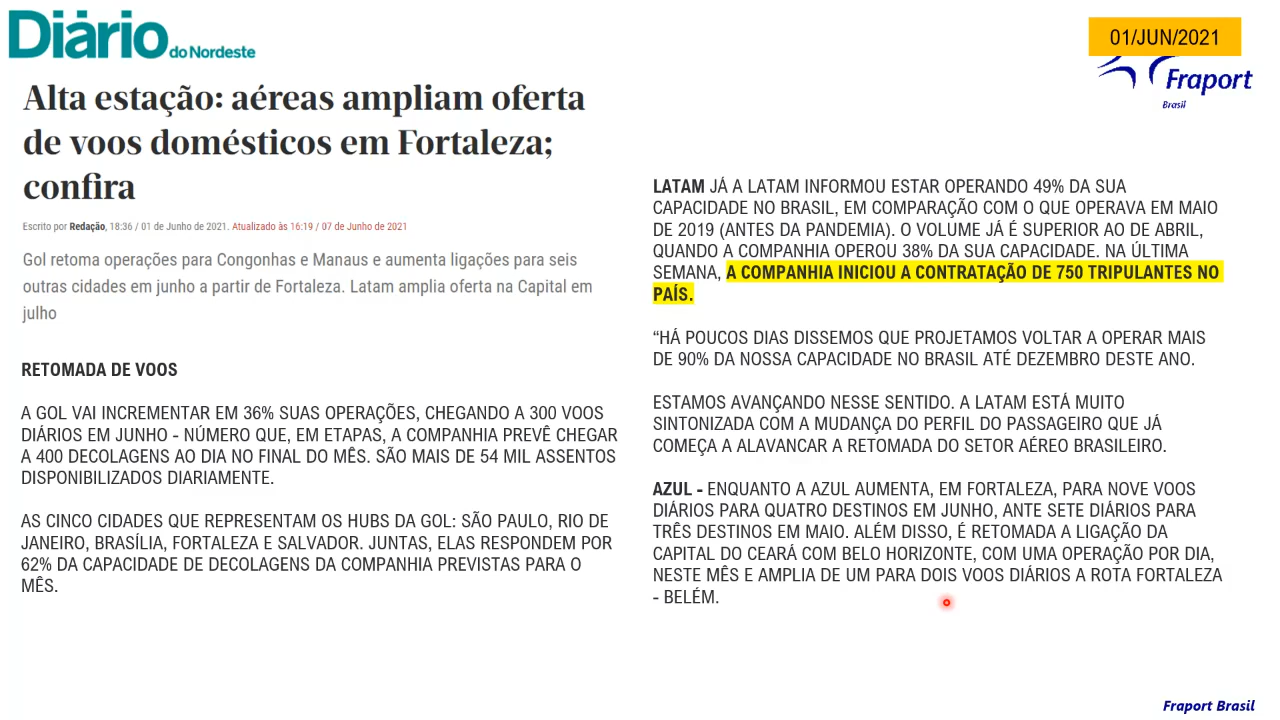 Diário
do Nordeste
01/JUN/2021
Fraport
Brasil
Alta estação: aéreas ampliam oferta
de voos domésticos em Fortaleza;
confira
Escrito por Redação, 18:36 / 01 de Junho de 2021. Atualizado às 16:19 / 07 de Junho de 2021
Gol retoma operações para Congonhas e Manaus e aumenta ligações para seis
outras cidades em junho a partir de Fortaleza. Latam amplia oferta na Capital em
julho
RETOMADA DE VOOS
A GOL VAI INCREMENTAR EM 36% SUAS OPERAÇÕES, CHEGANDO A 300 VOOS
DIÁRIOS EM JUNHO - NÚMERO QUE, EM ETAPAS, A COMPANHIA PREVÊ CHEGAR
A 400 DECOLAGENS AO DIA NO FINAL DO MÊS. SÃO MAIS DE 54 MIL ASSENTOS
DISPONIBILIZADOS DIARIAMENTE.
AS CINCO CIDADES QUE REPRESENTAM OS HUBS DA GOL: SÃO PAULO, RIO DE
JANEIRO, BRASÍLIA, FORTALEZA E SALVADOR. JUNTAS, ELAS RESPONDEM POR
62% DA CAPACIDADE DE DECOLAGENS DA COMPANHIA PREVISTAS PARA O
MÊS.
LATAM JÁ A LATAM INFORMOU ESTAR OPERANDO 49% DA SUA
CAPACIDADE NO BRASIL, EM COMPARAÇÃO COM O QUE OPERAVA EM MAIO
DE 2019 (ANTES DA PANDEMIA). O VOLUME JÁ É SUPERIOR AO DE ABRIL,
QUANDO A COMPANHIA OPEROU 38% DA SUA CAPACIDADE. NA ÚLTIMA
SEMANA, A COMPANHIA INICIOU A CONTRATAÇÃO DE 750 TRIPULANTES NO
PAÍS.
“HÁ POUCOS DIAS DISSEMOS QUE PROJETAMOS VOLTAR A OPERAR MAIS
DE 90% DA NOSSA CAPACIDADE NO BRASIL ATÉ DEZEMBRO DESTE ANO.
ESTAMOS AVANÇANDO NESSE SENTIDO. A LATAM ESTÁ MUITO
SINTONIZADA COM A MUDANÇA DO PERFIL DO PASSAGEIRO QUE JÁ
COMEÇA A ALAVANCAR A RETOMADA DO SETOR AÉREO BRASILEIRO.
AZUL - ENQUANTO A AZUL AUMENTA, EM FORTALEZA, PARA NOVE VOOS
DIÁRIOS PARA QUATRO DESTINOS EM JUNHO, ANTE SETE DIÁRIOS PARA
TRÊS DESTINOS EM MAIO. ALÉM DISSO, É RETOMADA A LIGAÇÃO DA
CAPITAL DO CEARÁ COM BELO HORIZONTE, COM UMA OPERAÇÃO POR DIA,
NESTE MÊS E AMPLIA DE UM PARA DOIS VOOS DIÁRIOS A ROTA FORTALEZA
- BELÉM.
Fraport Brasil